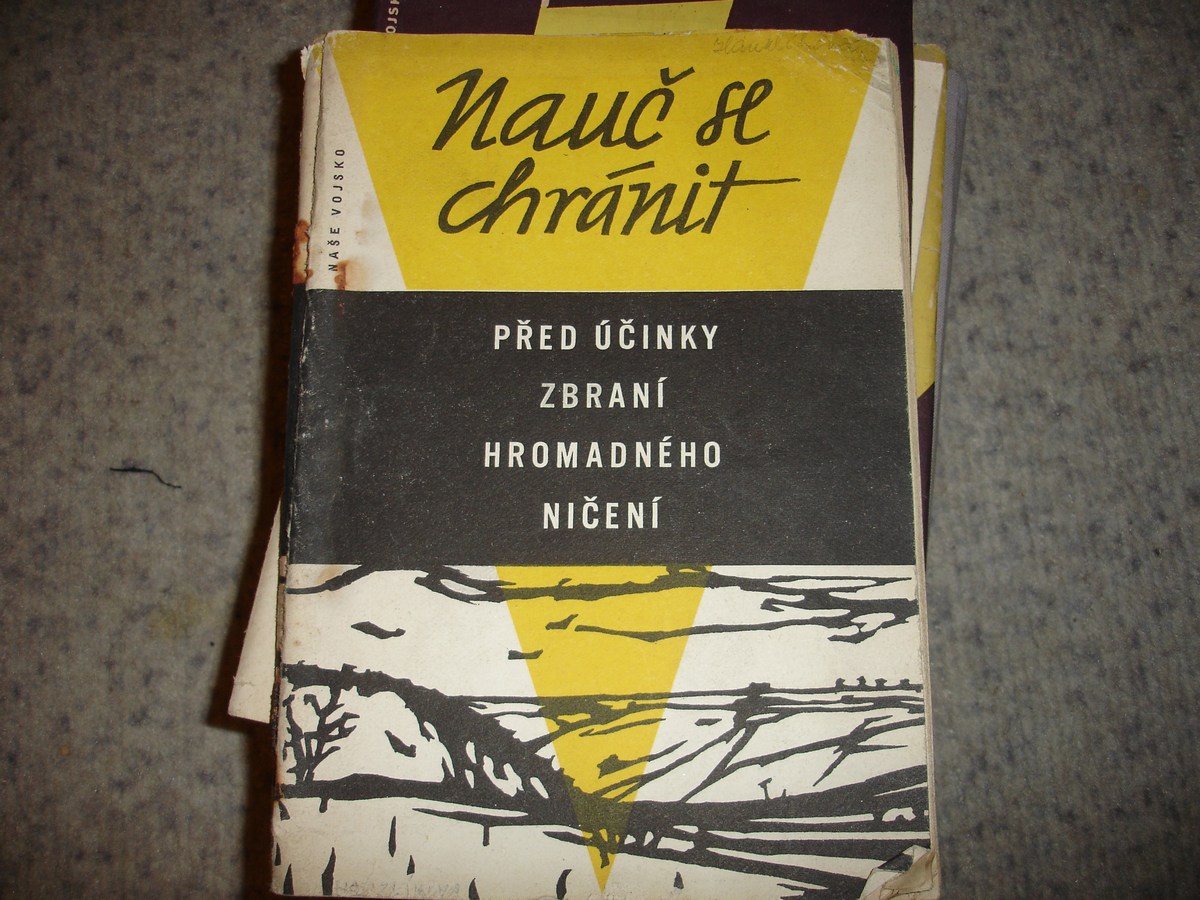 Nauč se
chránit
NAŠE VOJSKO
PŘED ÚČINKY
ZBRANÍ
HROMADNÉHO
NIČENÍ